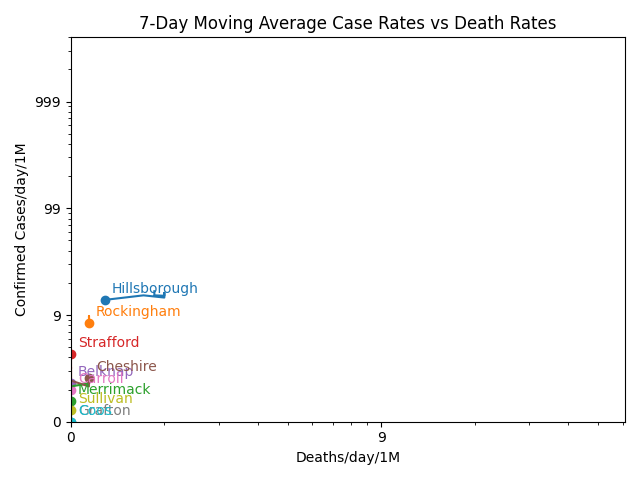 7-Day Moving Average Case Rates vs Death Rates
Confirmed Cases/day/1M
999
99
9
0
Hillsborough
Rockingham
Strafford
Cheshire
Belknap
Carroll
Merrimack
Sullivan
Grafton
Coos
0 9
Deaths/day/1M